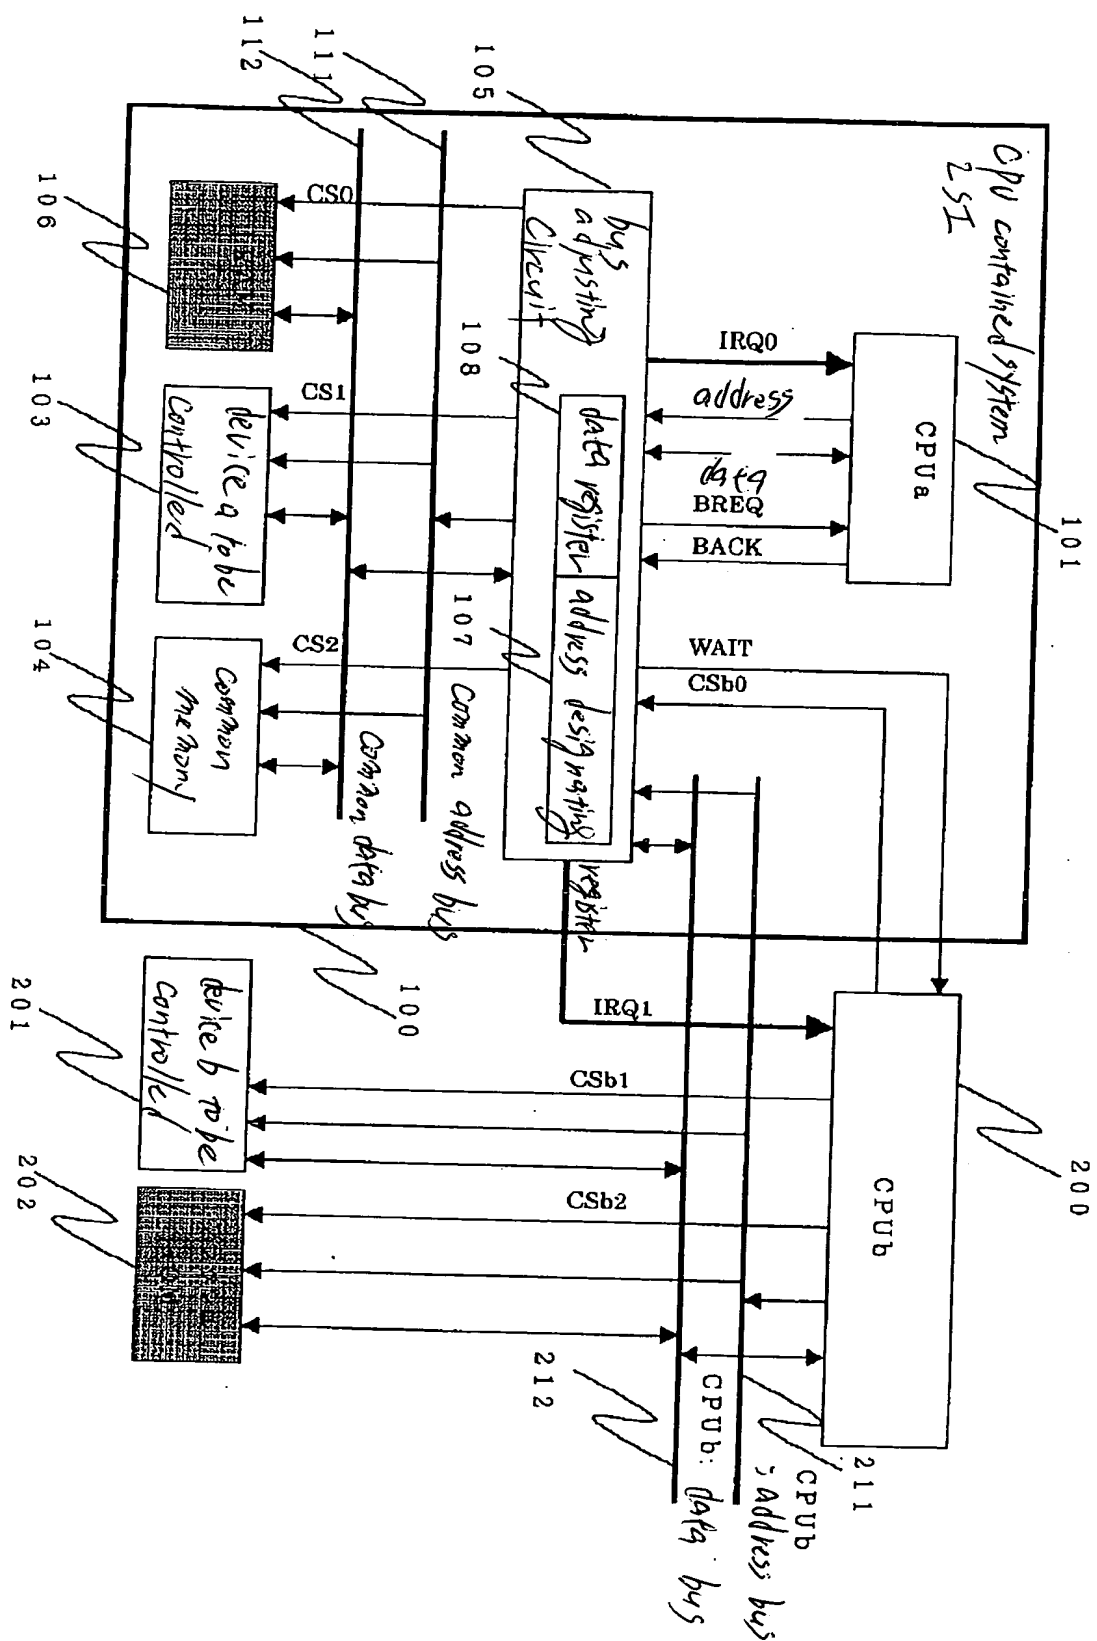 CPU contained system
LSI
101
CPUa
IRQ0
address
data
BREQ
BACK
WAIT
CSb0
105
bus
adjusting
circuit
108
data register
address designating
register
107
111
112
common address bus
common data bus
CS0
CS1
CS2
106
device a to be
controlled
103
common
memory
104
100
200
CPUb
IRQ1
CSb1
CSb2
211
CPUb
: address bus
CPUb: data bus
212
device b to be
controlled
201
202